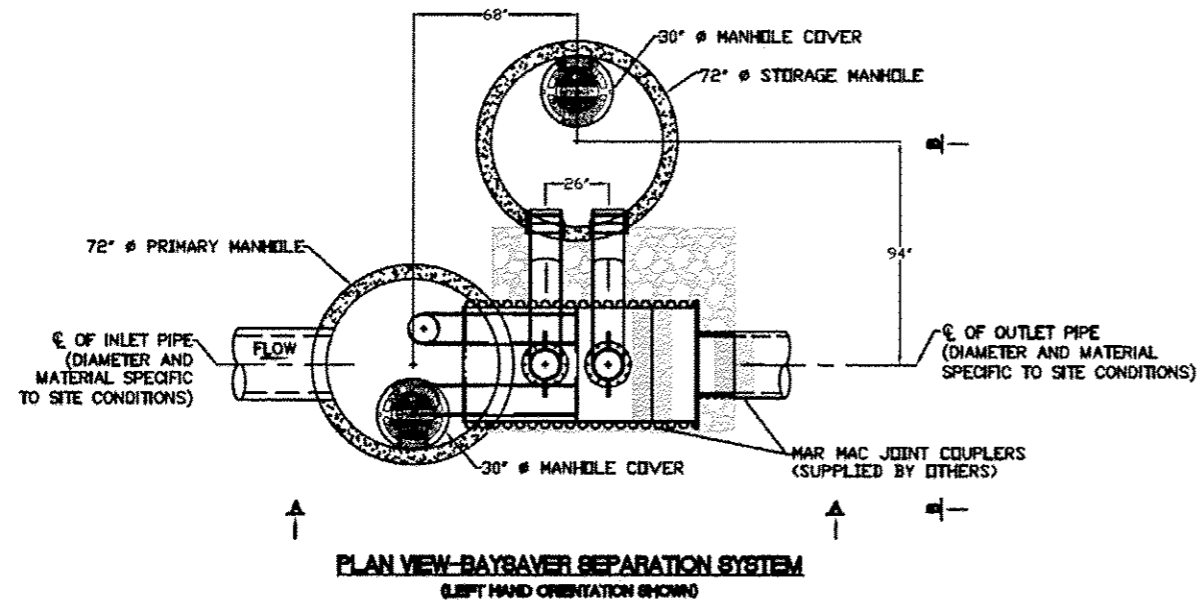 68"
30" ø MANHOLE COVER
72" ø STORAGE MANHOLE
B
26"
94"
72" ø PRIMARY MANHOLE
℄ OF INLET PIPE
(DIAMETER AND
MATERIAL SPECIFIC
TO SITE CONDITIONS)
FLOW
℄ OF OUTLET PIPE
(DIAMETER AND MATERIAL
SPECIFIC TO SITE CONDITIONS)
MAR MAC JOINT COUPLERS
(SUPPLIED BY OTHERS)
30" ø MANHOLE COVER
A
A
B
PLAN VIEW-BAYSAVER SEPARATION SYSTEM
(LEFT HAND ORIENTATION SHOWN)